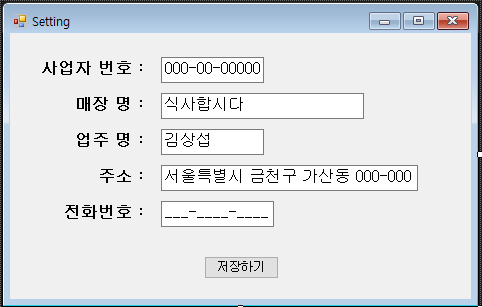 Setting
사업자 번호 : 000-00-00000
매장 명 : 식사합시다
업주 명 : 김상섭
주소 : 서울특별시 금천구 가산동 000-000
전화번호 : ___-____-____
저장하기